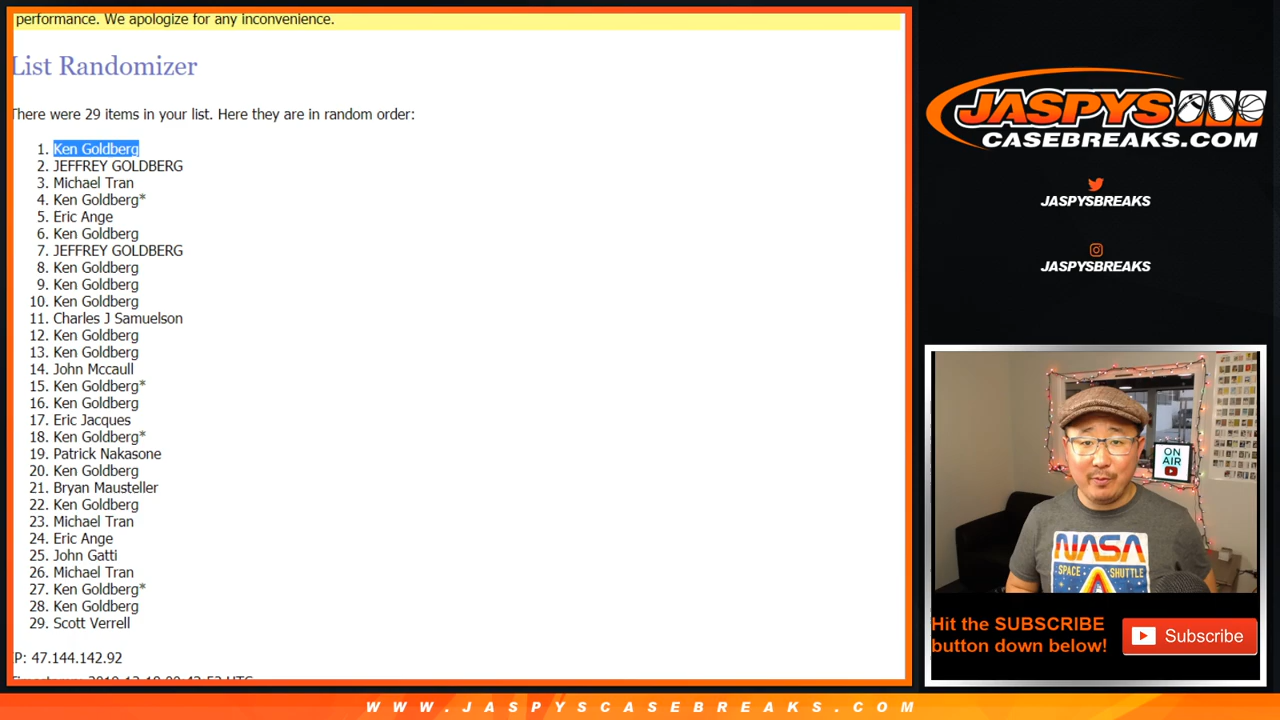 performance. We apologize for any inconvenience.
List Randomizer
There were 29 items in your list. Here they are in random order:
1. Ken Goldberg
2. JEFFREY GOLDBERG
3. Michael Tran
4. Ken Goldberg*
5. Eric Ange
6. Ken Goldberg
7. JEFFREY GOLDBERG
8. Ken Goldberg
9. Ken Goldberg
10. Ken Goldberg
11. Charles J Samuelson
12. Ken Goldberg
13. Ken Goldberg
14. John Mccaull
15. Ken Goldberg*
16. Ken Goldberg
17. Eric Jacques
18. Ken Goldberg*
19. Patrick Nakasone
20. Ken Goldberg
21. Bryan Mausteller
22. Ken Goldberg
23. Michael Tran
24. Eric Ange
25. John Gatti
26. Michael Tran
27. Ken Goldberg*
28. Ken Goldberg
29. Scott Verrell
IP: 47.144.142.92
JASPYS
CASEBREAKS.COM
JASPYSBREAKS
JASPYSBREAKS
ON
AIR
NASA
SPACE SHUTTLE
Hit the SUBSCRIBE
button down below!
Subscribe
WWW.JASPYSCASEBREAKS.COM